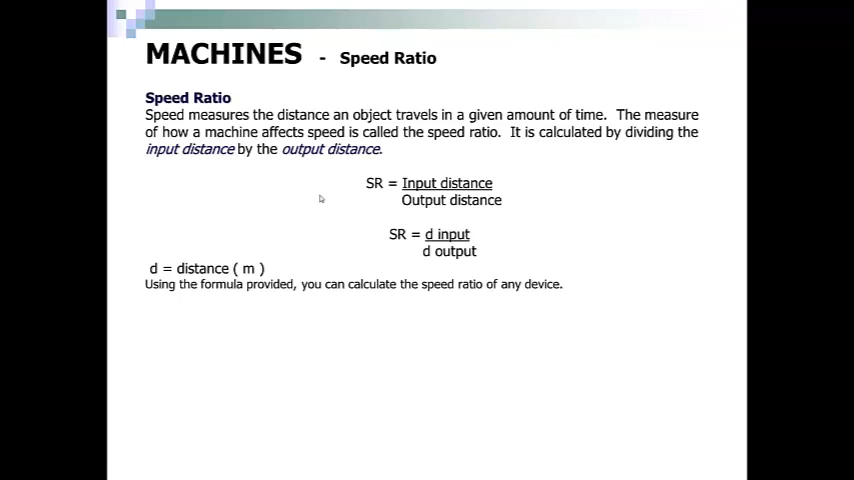 MACHINES - Speed Ratio
Speed Ratio
Speed measures the distance an object travels in a given amount of time. The measure
of how a machine affects speed is called the speed ratio. It is calculated by dividing the
input distance by the output distance.
SR = Input distance
Output distance
SR = d input
d output
d = distance ( m )
Using the formula provided, you can calculate the speed ratio of any device.